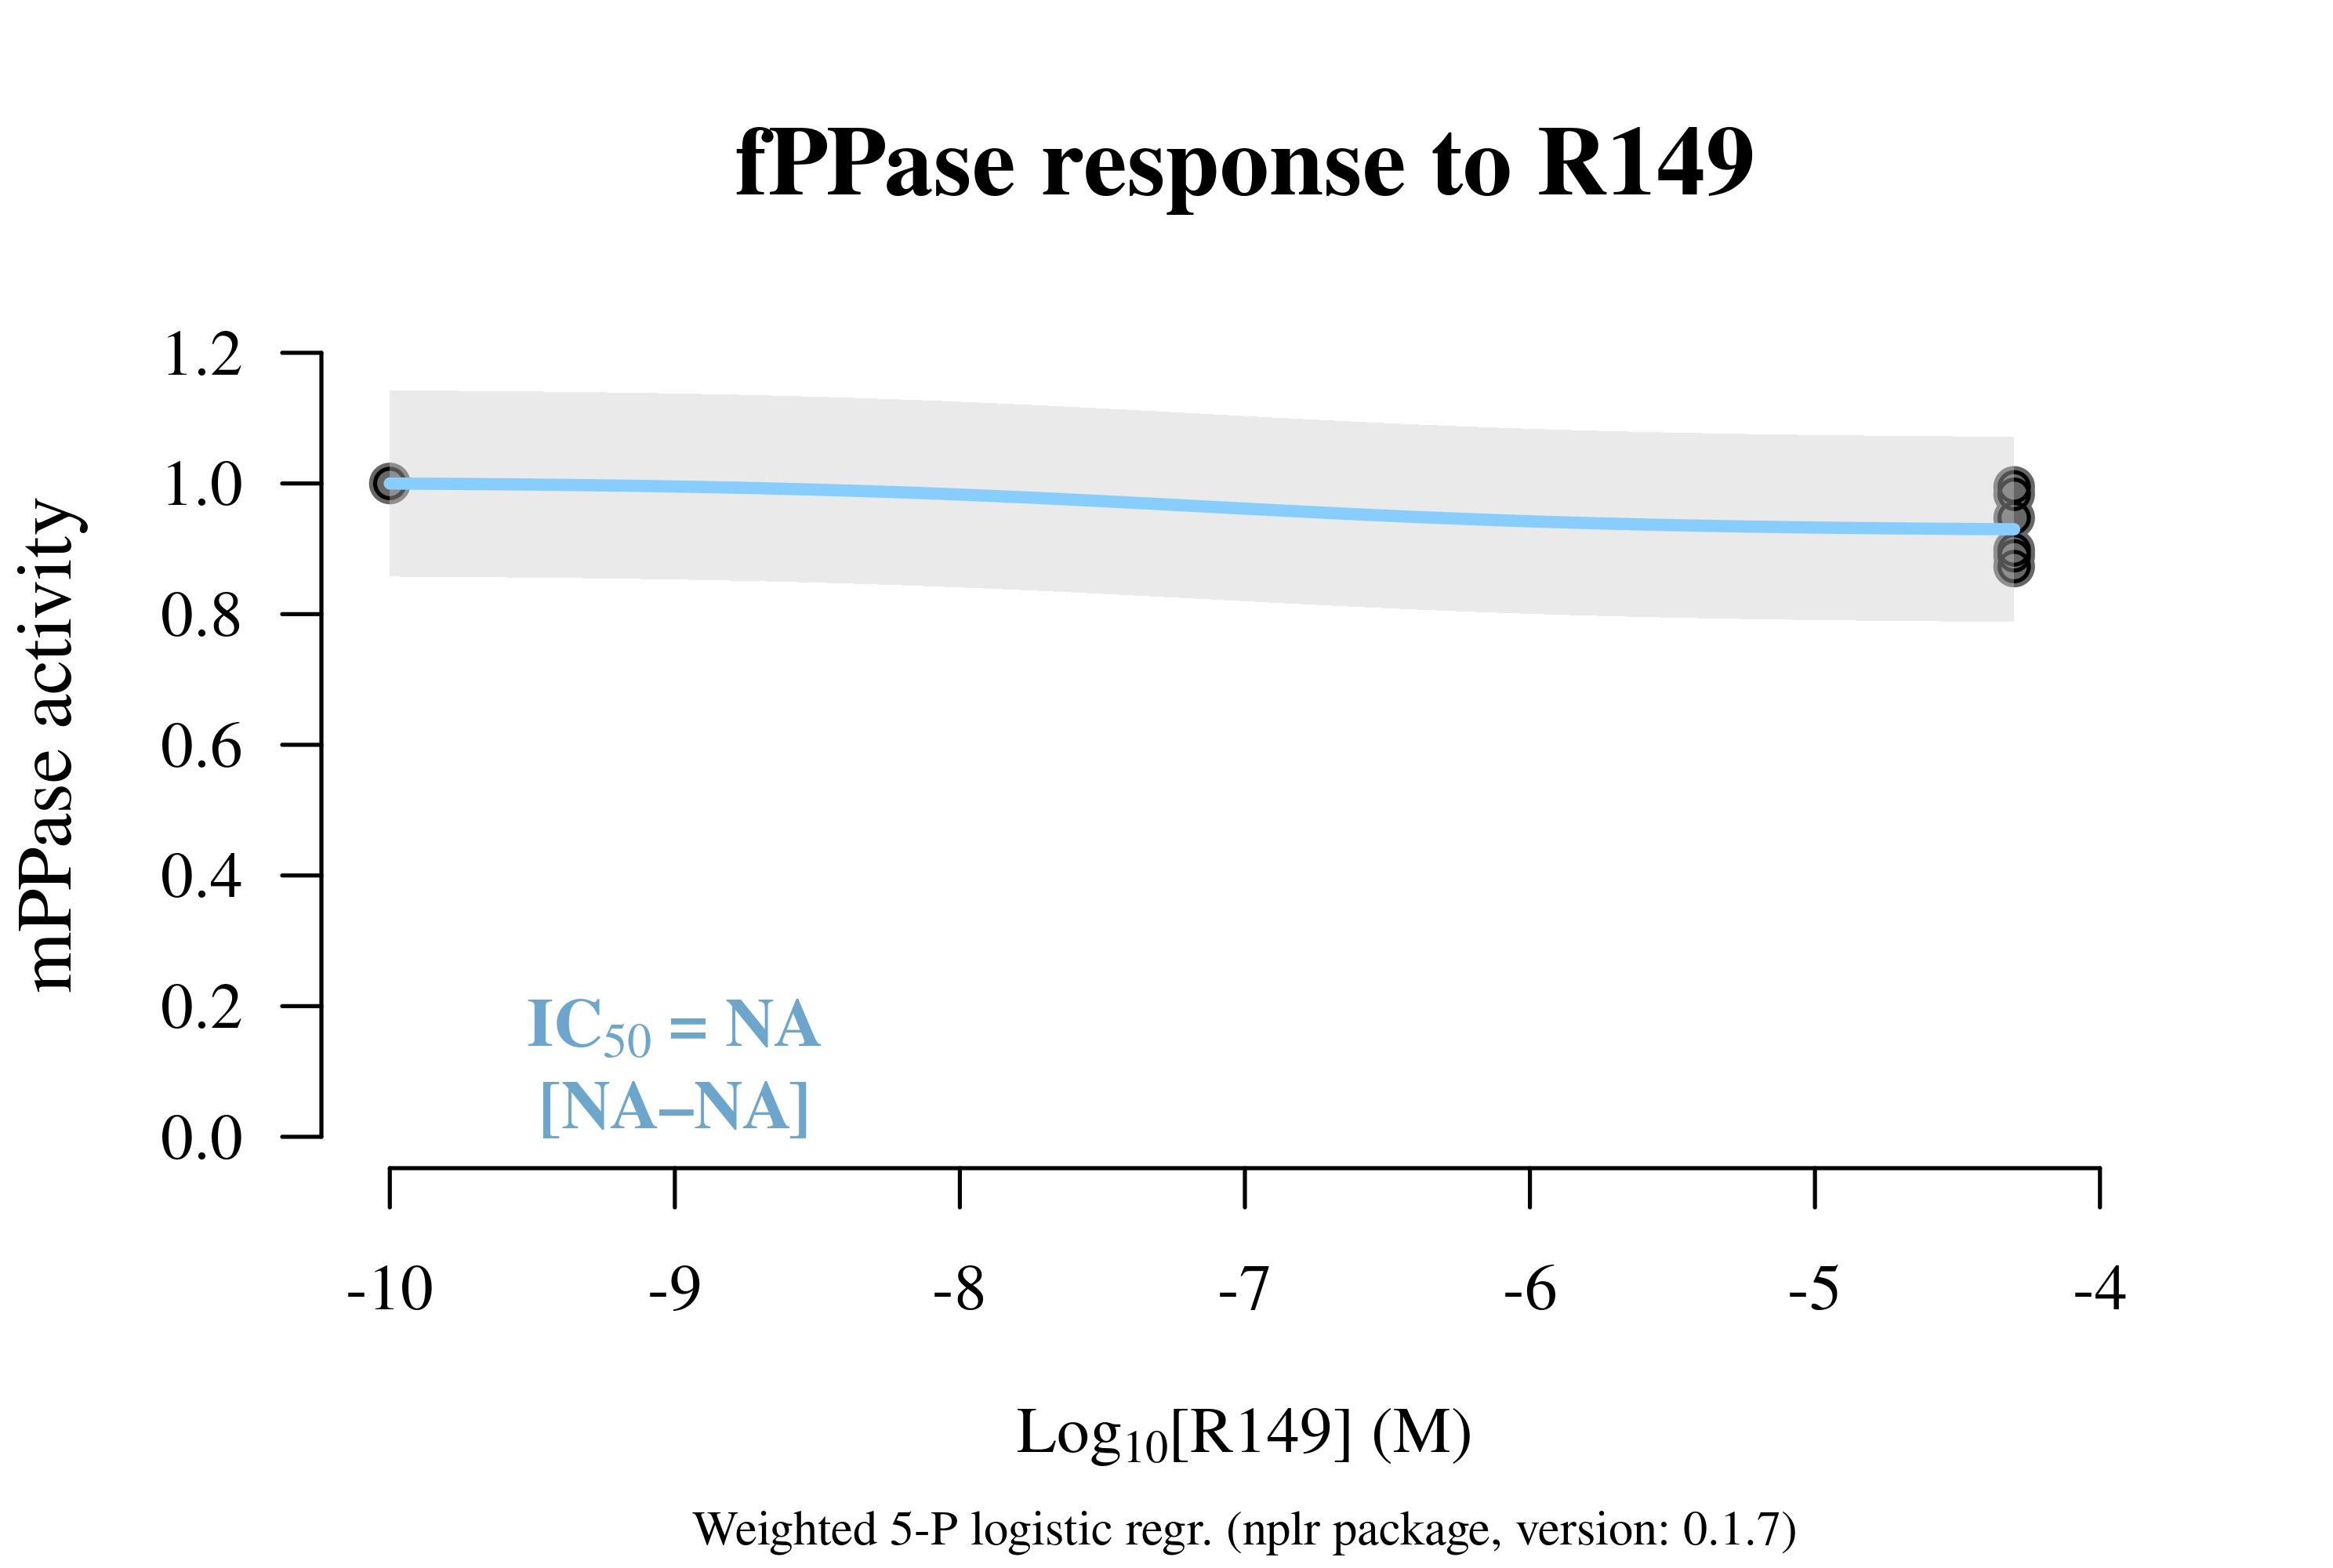 fPPase response to R149
mPPase activity
1.2
1.0
0.8
0.6
0.4
0.2
0.0
IC50 = NA
[NA–NA]
-10 -9 -8 -7 -6 -5 -4
Log10[R149] (M)
Weighted 5-P logistic regr. (nplr package, version: 0.1.7)